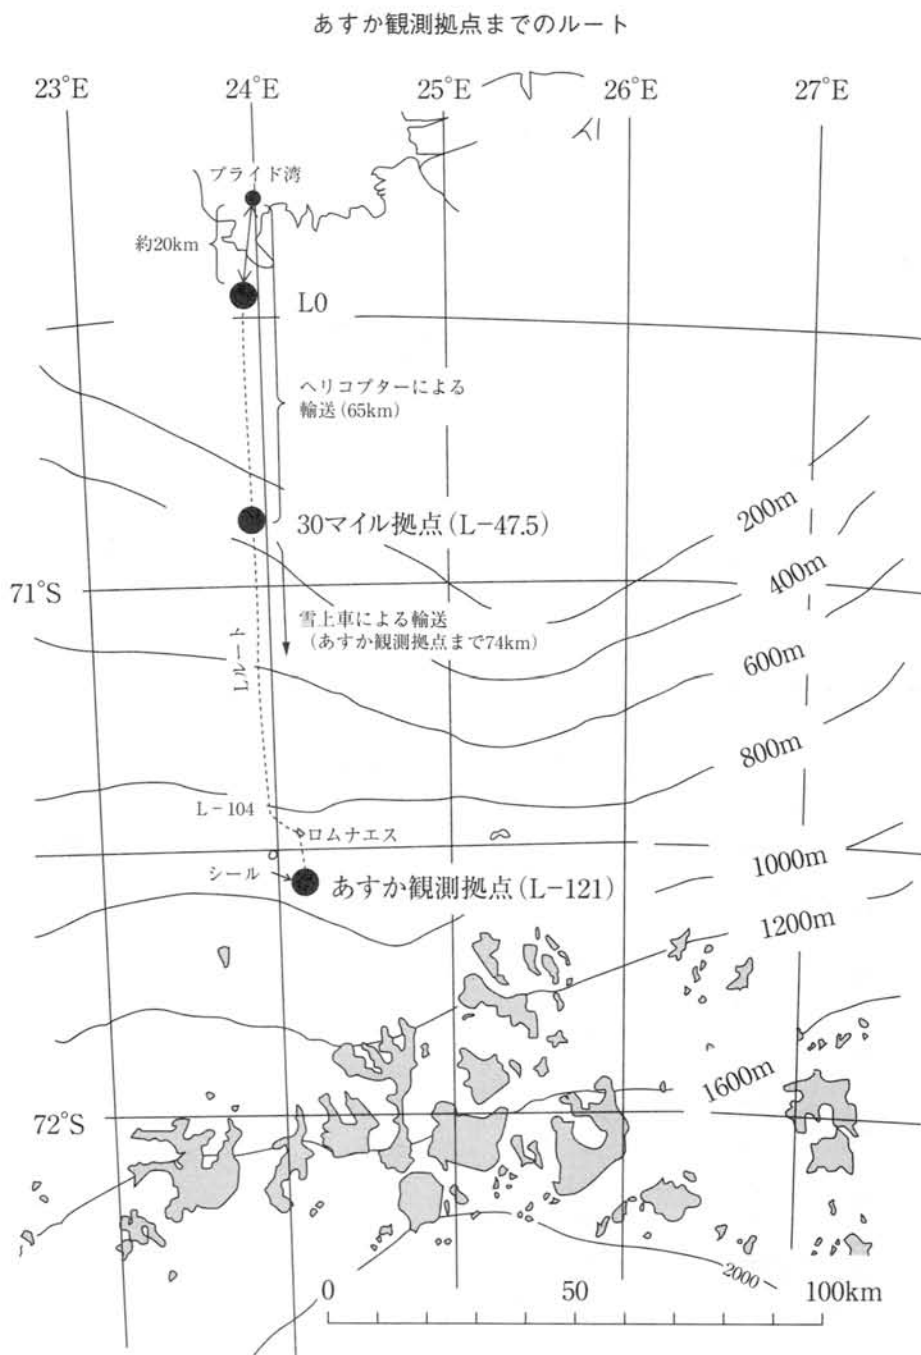 あすか観測拠点までのルート
23°E
24°E
25°E
26°E
27°E
ブライド湾
約20km
L0
ヘリコプターによる
輸送(65km)
30マイル拠点(L-47.5)
200m
71°S
400m
雪上車による輸送
(あすか観測拠点まで74km)
Lルート
600m
800m
L-104
ロムナエス
シール
あすか観測拠点(L-121)
1000m
1200m
1600m
72°S
2000
0
50
100km